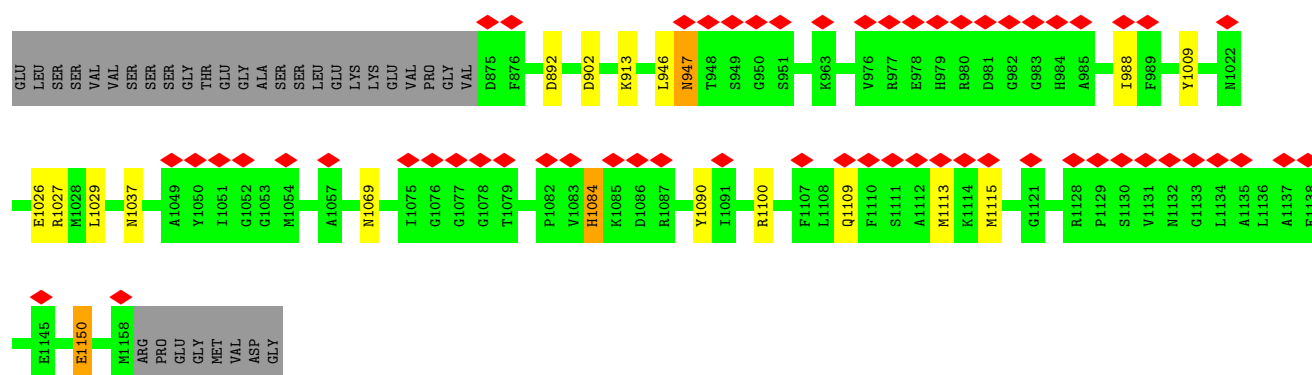 GLU LEU SER SER VAL VAL SER SER SER GLY THR GLU GLY ALA SER SER LEU GLU LYS LYS GLU VAL PRO GLY VAL D875 F876 D892 D902 K913 L946 N947 T948 S949 G950 S951 K963 V976 R977 E978 H979 R980 D981 G982 G983 H984 A985 I988 F989 Y1009 N1022
E1026 R1027 M1028 L1029 N1037 A1049 Y1050 I1051 G1052 G1053 M1054 A1057 N1069 I1075 G1076 G1077 G1078 T1079 P1082 V1083 H1084 K1085 D1086 R1087 Y1090 I1091 R1100 F1107 L1108 Q1109 F1110 S1111 A1112 M1113 K1114 M1115 G1121 R1128 P1129 S1130 V1131 N1132 G1133 L1134 A1135 L1136 A1137
E1145 E1150 M1158 ARG PRO GLU GLY MET VAL ASP GLY